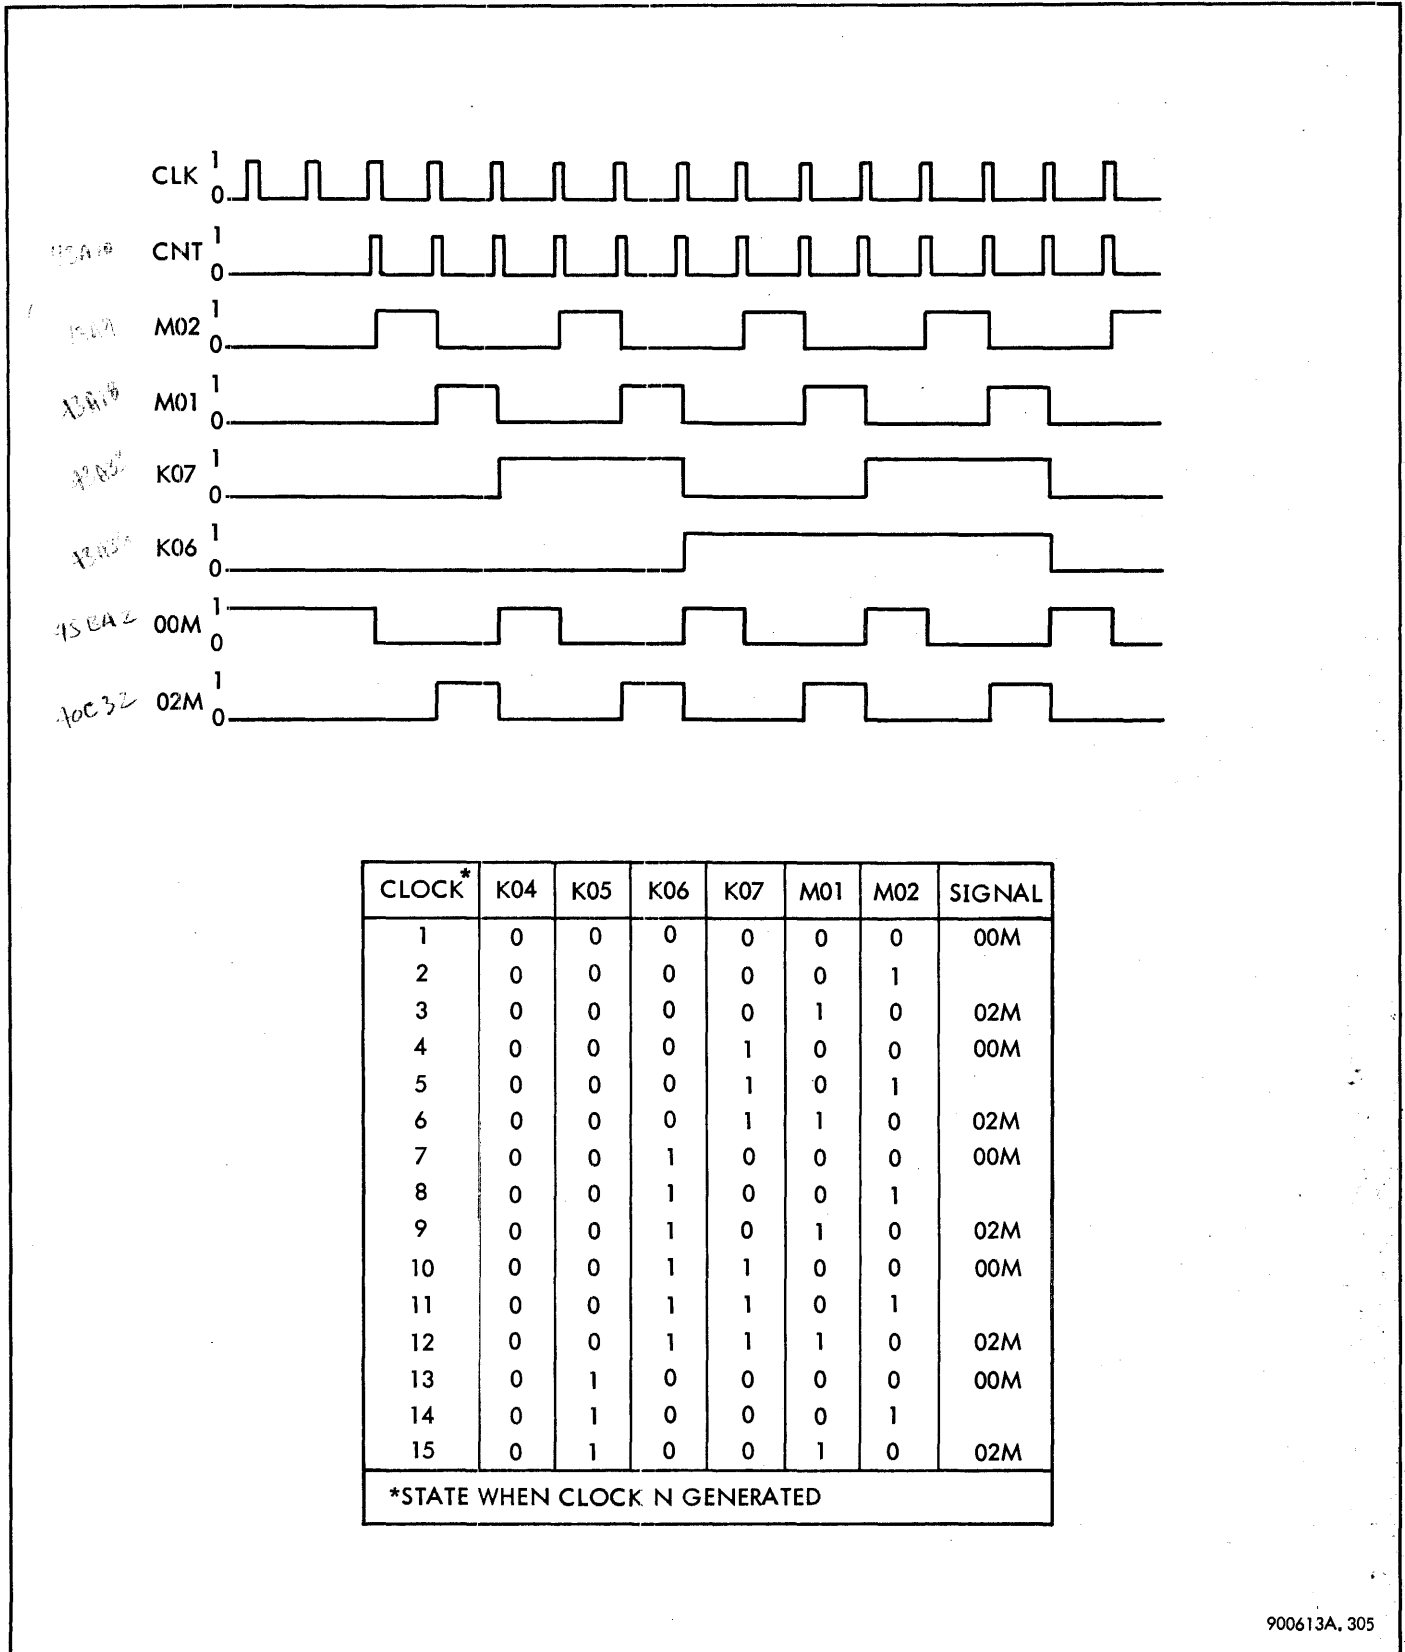 CLK 1
0
CNT 1
0
M02 1
0
M01 1
0
K07 1
0
K06 1
0
00M 1
0
02M 1
0
CLOCK* K04 K05 K06 K07 M01 M02 SIGNAL
1 0 0 0 0 0 0 00M
2 0 0 0 0 0 1
3 0 0 0 0 1 0 02M
4 0 0 0 1 0 0 00M
5 0 0 0 1 0 1
6 0 0 0 1 1 0 02M
7 0 0 1 0 0 0 00M
8 0 0 1 0 0 1
9 0 0 1 0 1 0 02M
10 0 0 1 1 0 0 00M
11 0 0 1 1 0 1
12 0 0 1 1 1 0 02M
13 0 1 0 0 0 0 00M
14 0 1 0 0 0 1
15 0 1 0 0 1 0 02M
*STATE WHEN CLOCK N GENERATED
900613A. 305